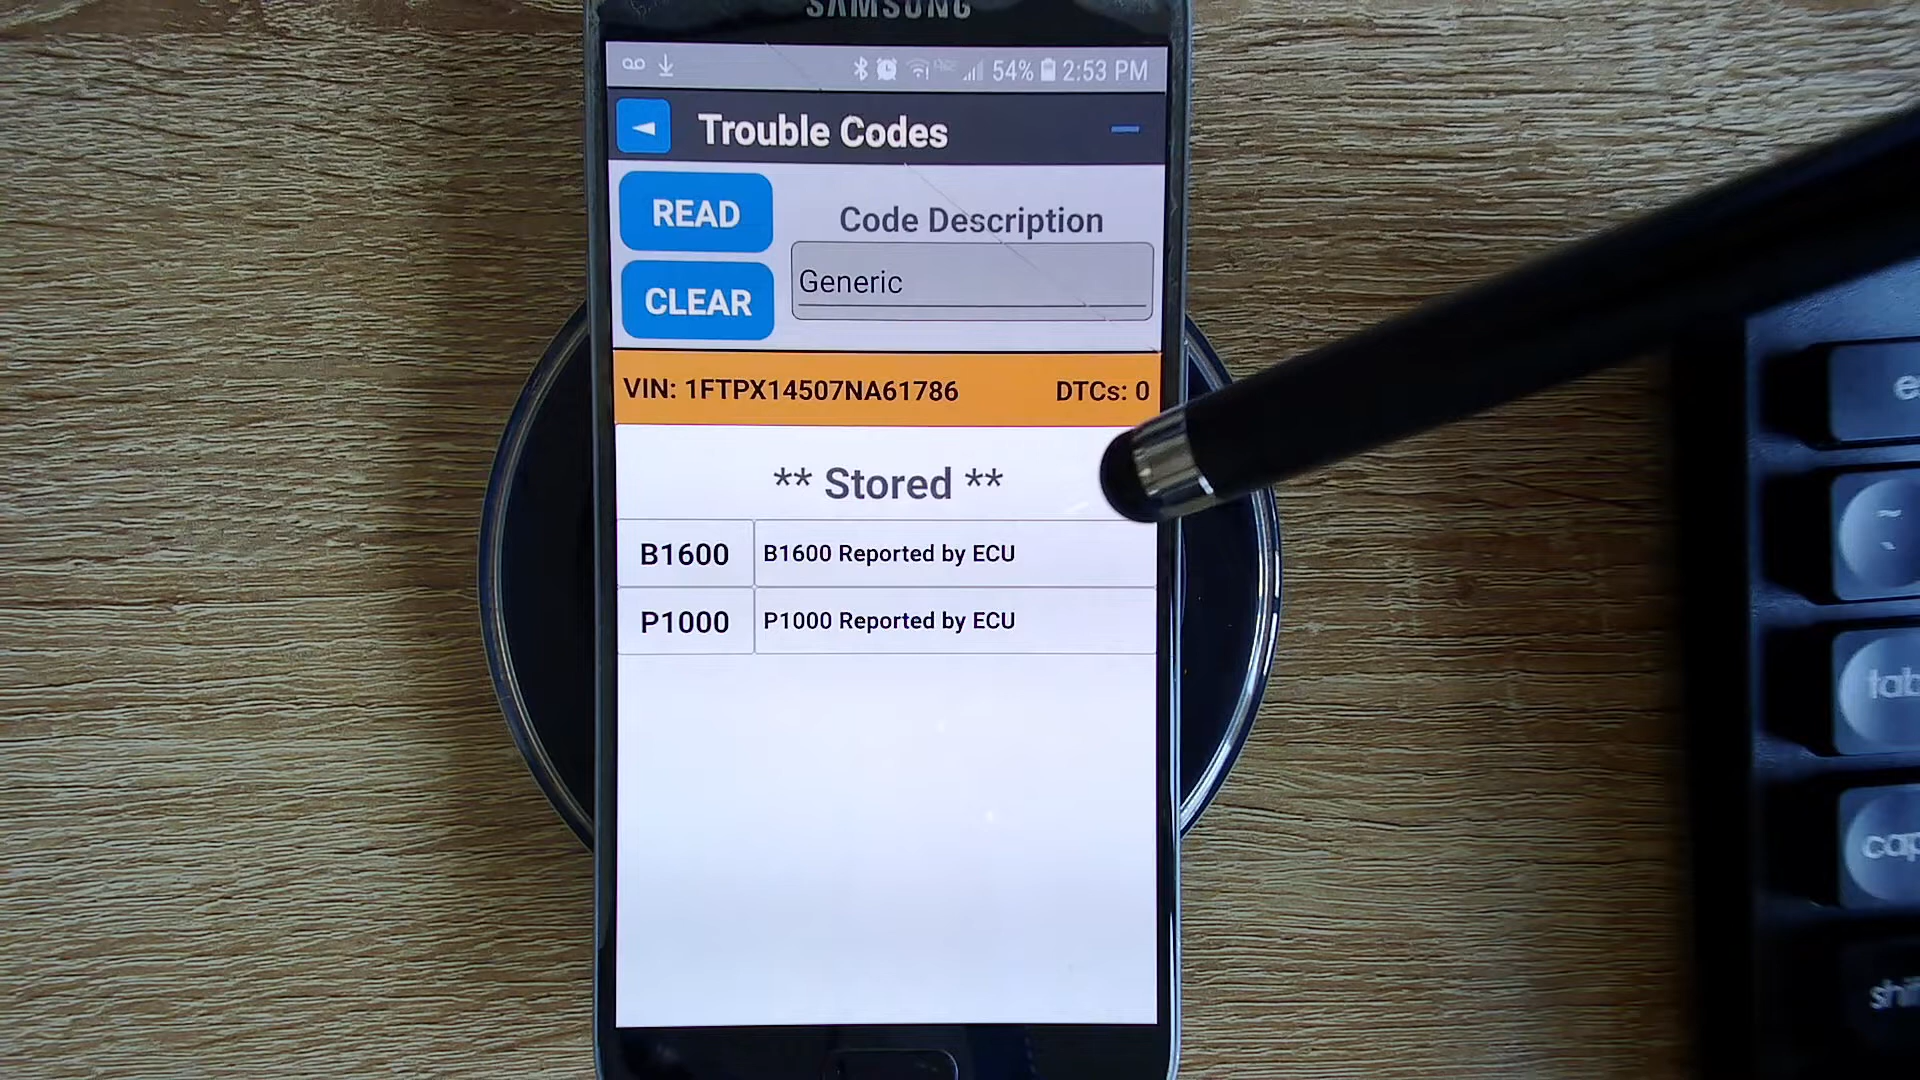 SAMSUNG
54% 2:53 PM
Trouble Codes
READ
Code Description
Generic
CLEAR
VIN: 1FTPX14507NA61786 DTCs: 0
** Stored **
B1600 B1600 Reported by ECU
P1000 P1000 Reported by ECU
~
`
tab